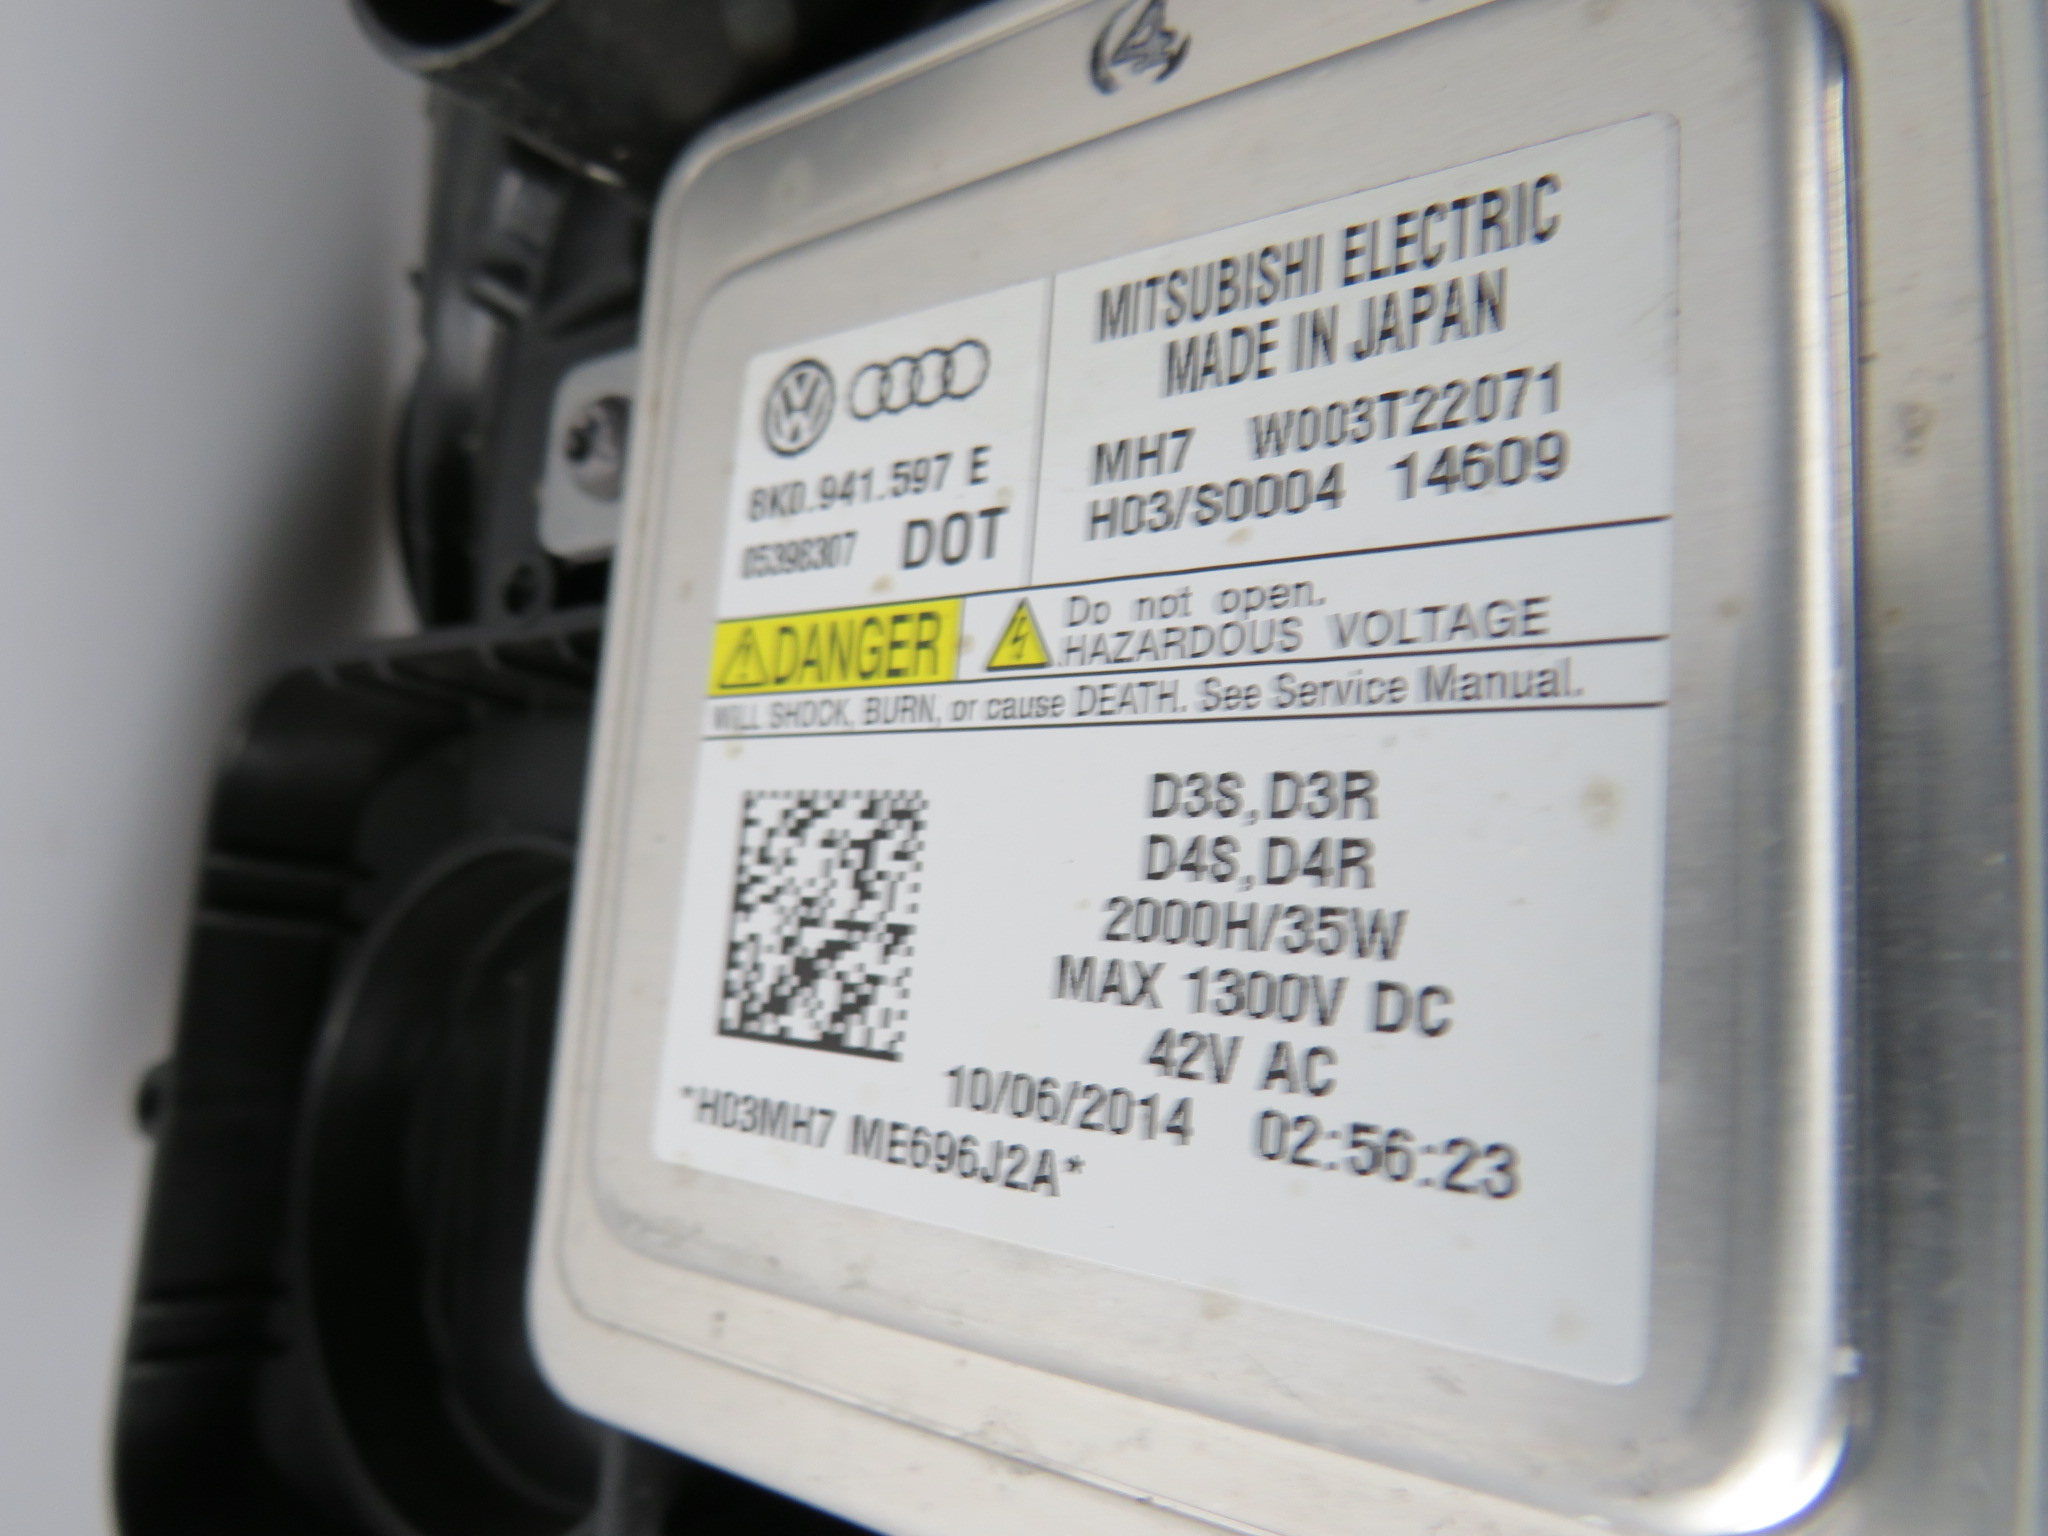 4
8K0.941.597 E
05398307 DOT
MITSUBISHI ELECTRIC
MADE IN JAPAN
MH7 W003T22071
H03/S0004 14609
DANGER
Do not open.
HAZARDOUS VOLTAGE
WILL SHOCK, BURN, or cause DEATH. See Service Manual.
D3S,D3R
D4S,D4R
2000H/35W
MAX 1300V DC
42V AC
10/06/2014 02:56:23
*H03MH7 ME696J2A*